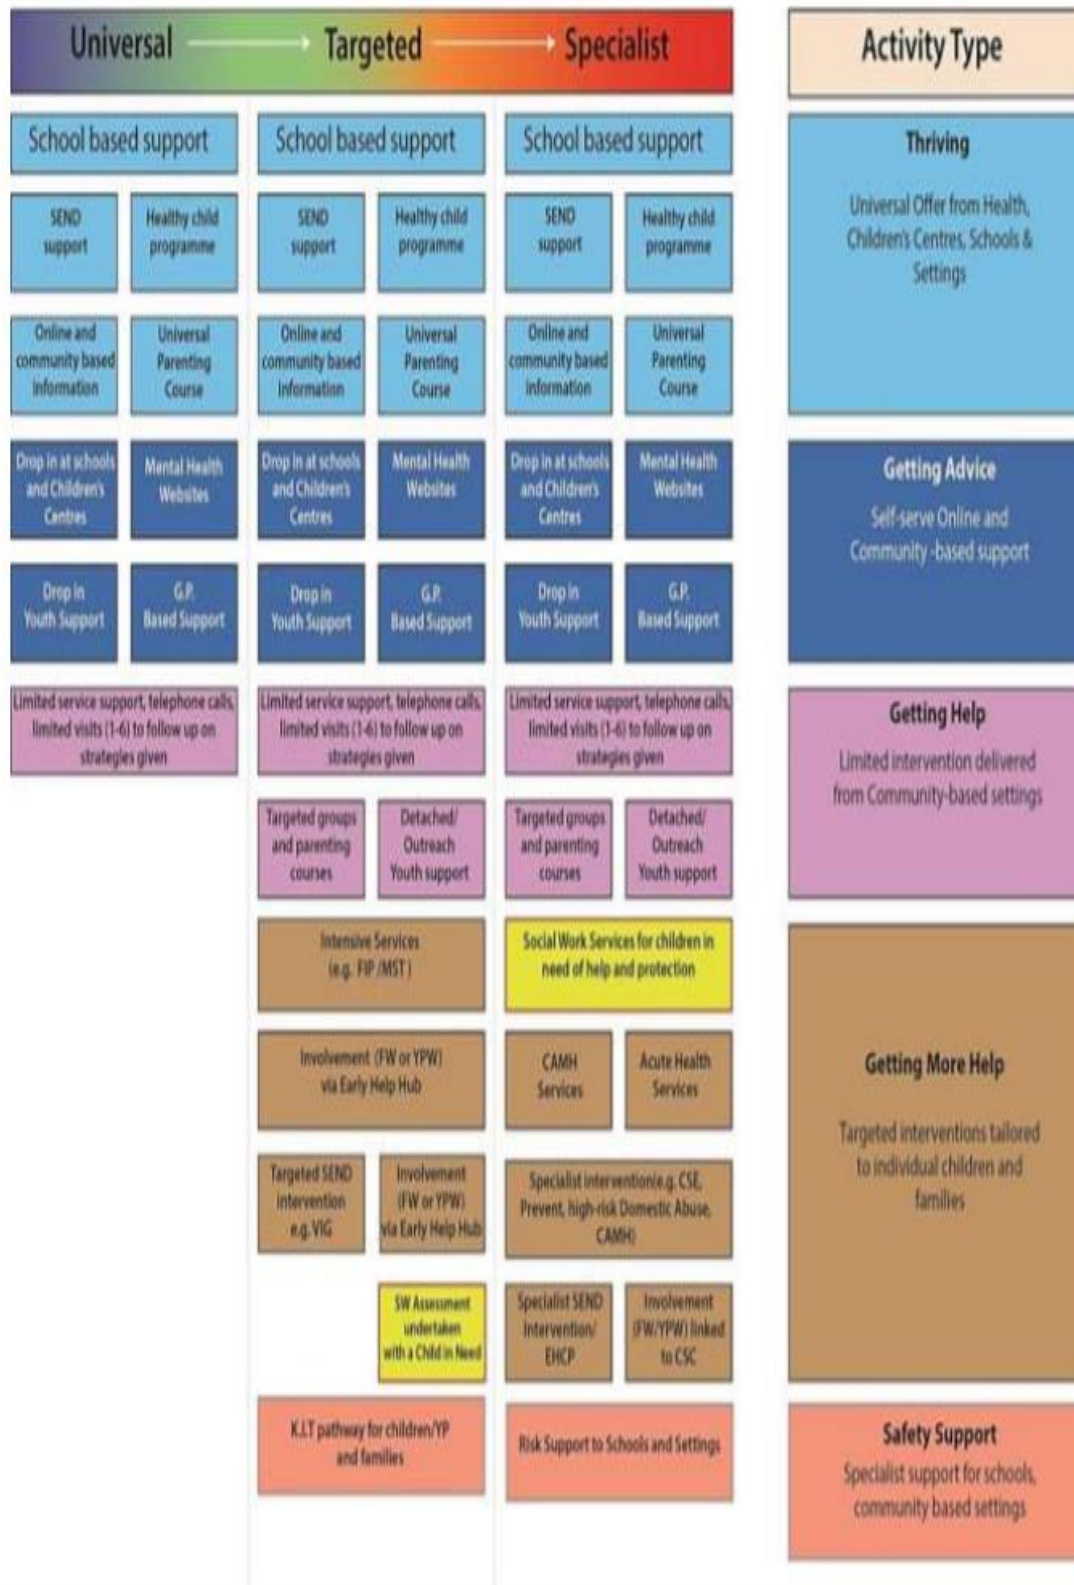 Universal
Targeted
Specialist
Activity Type
School based support
School based support
School based support
Thriving
Universal Offer from Health,
Children's Centres, Schools &
Settings
SEND
support
Healthy child
programme
SEND
support
Healthy child
programme
SEND
support
Healthy child
programme
Online and
community based
Information
Universal
Parenting
Course
Online and
community based
Information
Universal
Parenting
Course
Online and
community based
Information
Universal
Parenting
Course
Drop in at schools
and Children's
Centres
Mental Health
Websites
Drop in at schools
and Children's
Centres
Mental Health
Websites
Drop in at schools
and Children's
Centres
Mental Health
Websites
Getting Advice
Self-serve Online and
Community -based support
Drop in
Youth Support
G.P.
Based Support
Drop in
Youth Support
G.P.
Based Support
Drop in
Youth Support
G.P.
Based Support
Limited service support, telephone calls,
limited visits (1-6) to follow up on
strategies given
Limited service support, telephone calls,
limited visits (1-6) to follow up on
strategies given
Limited service support, telephone calls,
limited visits (1-6) to follow up on
strategies given
Getting Help
Limited intervention delivered
from Community-based settings
Targeted groups
and parenting
courses
Detached/
Outreach
Youth support
Targeted groups
and parenting
courses
Detached/
Outreach
Youth support
Intensive Services
(e.g. FIP /MST )
Social Work Services for children in
need of help and protection
Getting More Help
Targeted interventions tailored
to individual children and
families
Involvement (FW or YPW)
via Early Help Hub
CAMH
Services
Acute Health
Services
Targeted SEND
intervention
e.g. VIG
Involvement
(FW or YPW)
via Early Help Hub
Specialist intervention(e.g. CSE,
Prevent, high-risk Domestic Abuse,
CAMH)
SW Assessment
undertaken
with a Child in Need
Specialist SEND
Intervention/
EHCP
Involvement
(FW/YPW) linked
to CSC
K.I.T pathway for children/YP
and families
Risk Support to Schools and Settings
Safety Support
Specialist support for schools,
community based settings